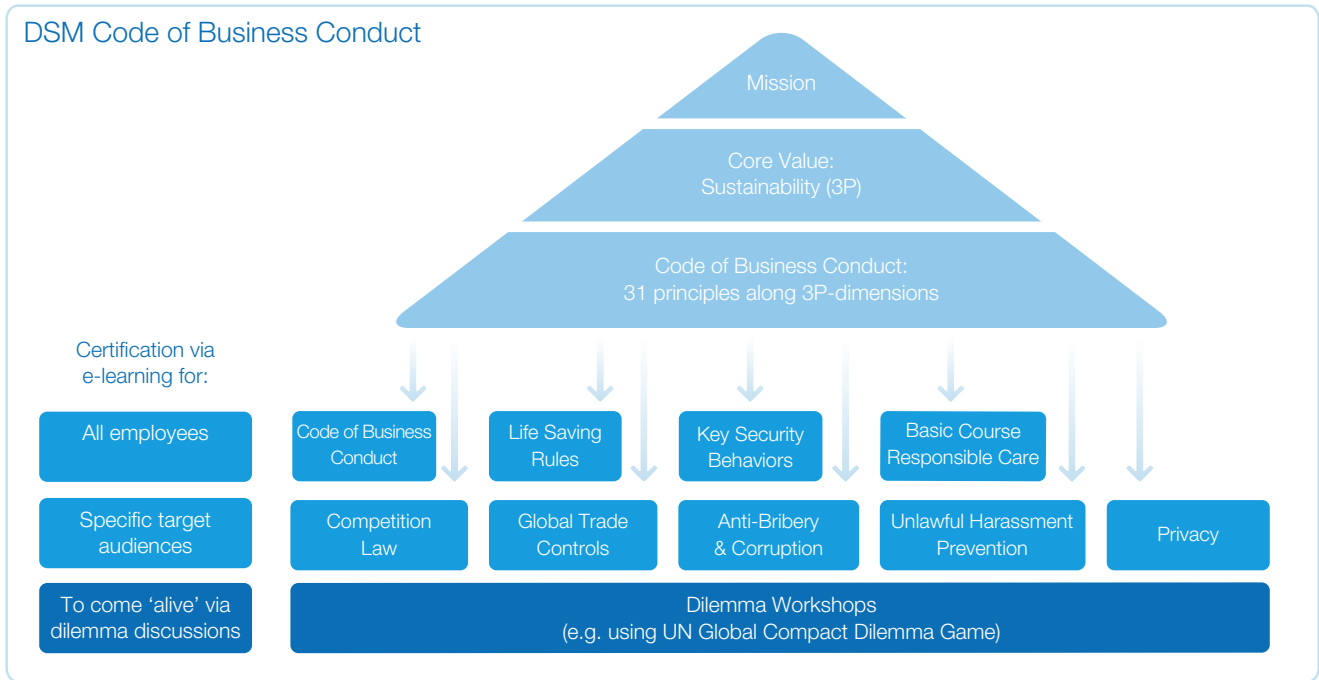 DSM Code of Business Conduct
Mission
Core Value:
Sustainability (3P)
Code of Business Conduct:
31 principles along 3P-dimensions
Certification via
e-learning for:
All employees
Code of Business
Conduct
Life Saving
Rules
Key Security
Behaviors
Basic Course
Responsible Care
Specific target
audiences
Competition
Law
Global Trade
Controls
Anti-Bribery
& Corruption
Unlawful Harassment
Prevention
Privacy
To come ‘alive’ via
dilemma discussions
Dilemma Workshops
(e.g. using UN Global Compact Dilemma Game)